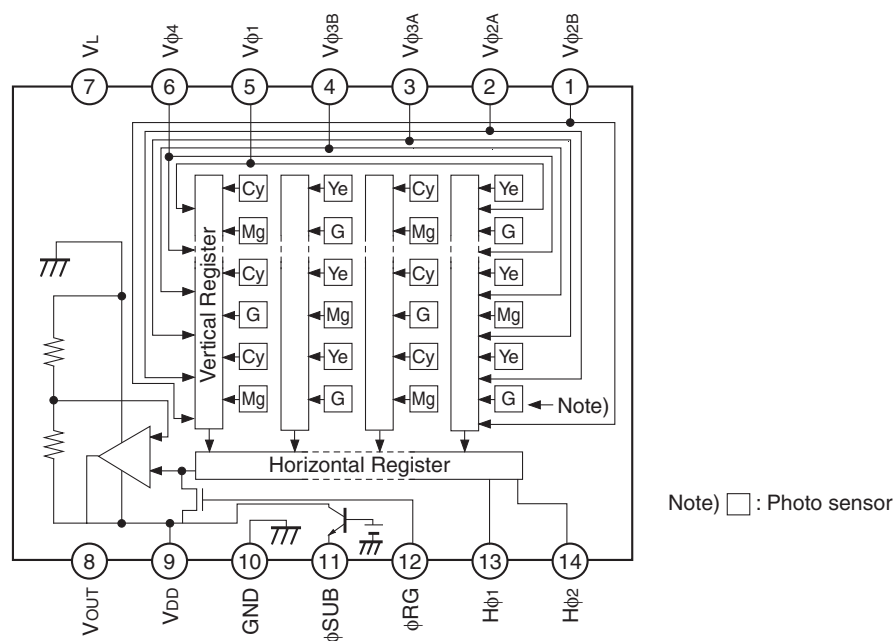 VL Vϕ4 Vϕ1 Vϕ3B Vϕ3A Vϕ2A Vϕ2B
7 6 5 4 3 2 1
Cy Ye Cy Ye
Mg G Mg G
Cy Ye Cy Ye
G Mg G Mg
Cy Ye Cy Ye
Mg G Mg G
Vertical Register
Note)
Horizontal Register
Note) : Photo sensor
8 9 10 11 12 13 14
VOUT VDD GND ϕSUB ϕRG Hϕ1 Hϕ2